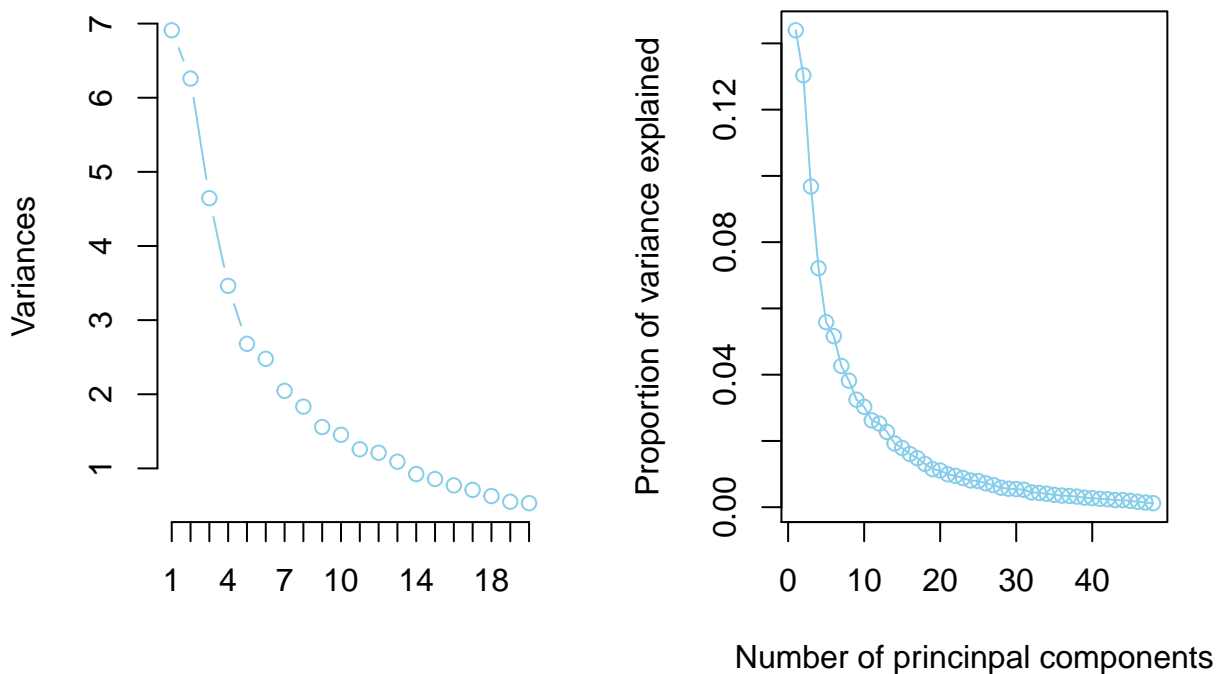 Variances
7
6
5
4
3
2
1
1 4 7 10 14 18
Proportion of variance explained
0.12
0.08
0.04
0.00
0 10 20 30 40
Number of princinpal components